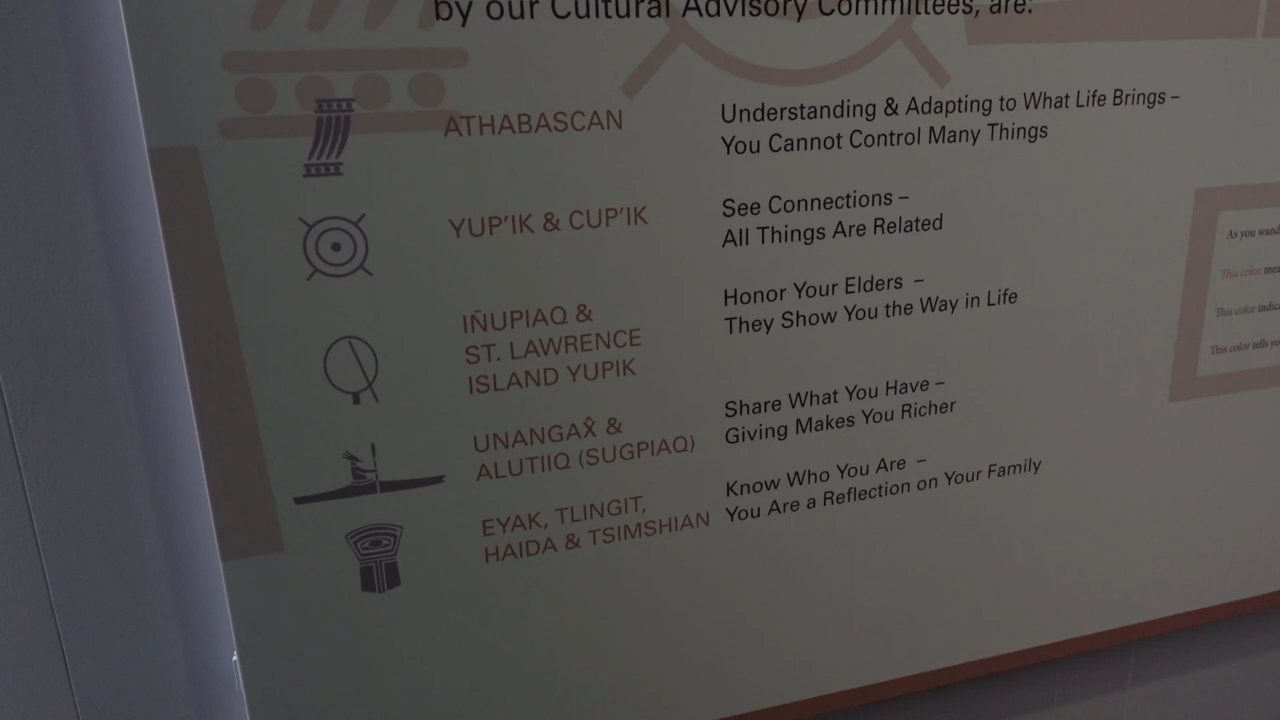 by our Cultural Advisory Committees, are:
ATHABASCAN
Understanding & Adapting to What Life Brings –
You Cannot Control Many Things
YUP'IK & CUP'IK
See Connections –
All Things Are Related
IÑUPIAQ &
ST. LAWRENCE
ISLAND YUPIK
Honor Your Elders –
They Show You the Way in Life
UNANGAX̂ &
ALUTIIQ (SUGPIAQ)
Share What You Have –
Giving Makes You Richer
EYAK, TLINGIT,
HAIDA & TSIMSHIAN
Know Who You Are –
You Are a Reflection on Your Family
As you
This color
This color
This color tells